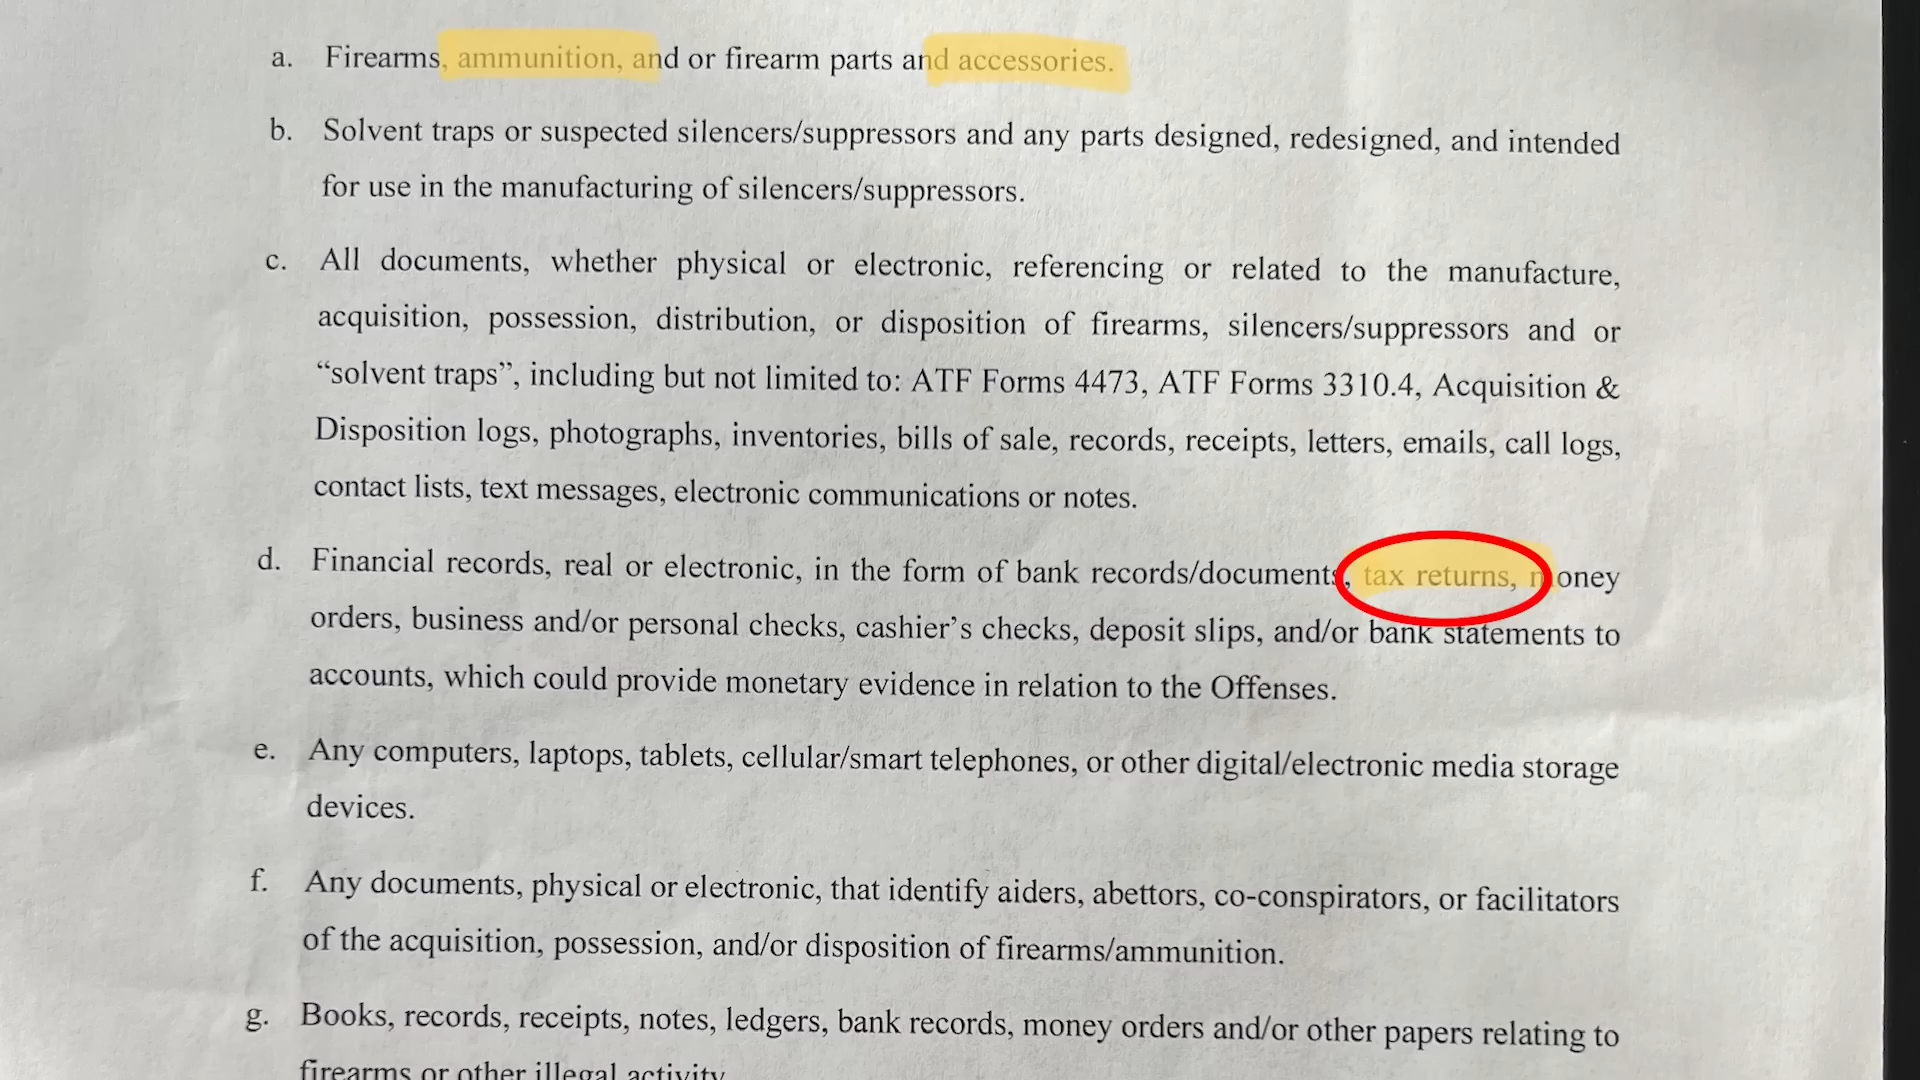 a. Firearms, ammunition, and or firearm parts and accessories.
b. Solvent traps or suspected silencers/suppressors and any parts designed, redesigned, and intended
for use in the manufacturing of silencers/suppressors.
c. All documents, whether physical or electronic, referencing or related to the manufacture,
acquisition, possession, distribution, or disposition of firearms, silencers/suppressors and or
“solvent traps”, including but not limited to: ATF Forms 4473, ATF Forms 3310.4, Acquisition &
Disposition logs, photographs, inventories, bills of sale, records, receipts, letters, emails, call logs,
contact lists, text messages, electronic communications or notes.
d. Financial records, real or electronic, in the form of bank records/documents, tax returns, money
orders, business and/or personal checks, cashier’s checks, deposit slips, and/or bank statements to
accounts, which could provide monetary evidence in relation to the Offenses.
e. Any computers, laptops, tablets, cellular/smart telephones, or other digital/electronic media storage
devices.
f. Any documents, physical or electronic, that identify aiders, abettors, co-conspirators, or facilitators
of the acquisition, possession, and/or disposition of firearms/ammunition.
g. Books, records, receipts, notes, ledgers, bank records, money orders and/or other papers relating to
firearms or other illegal activity